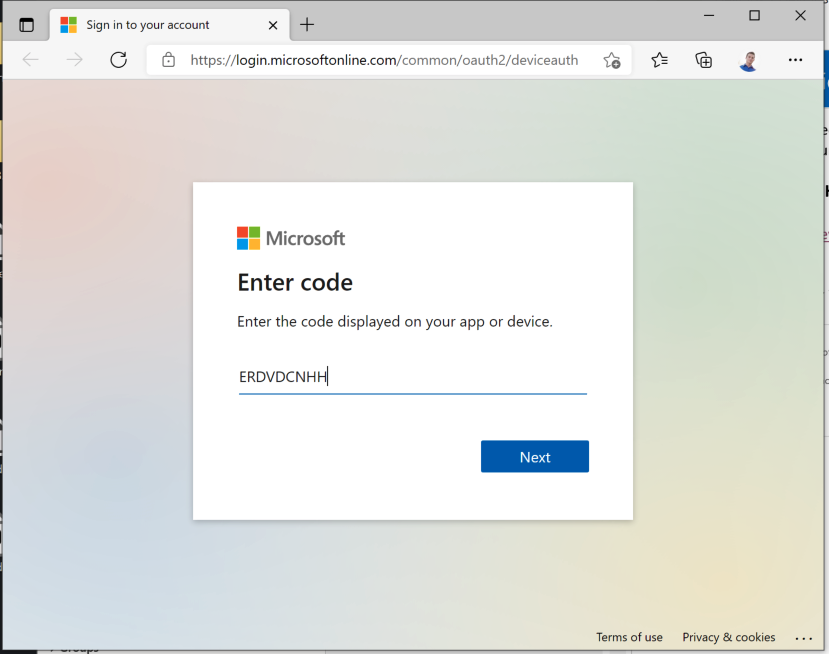 Sign in to your account
https://login.microsoftonline.com/common/oauth2/deviceauth
Microsoft
Enter code
Enter the code displayed on your app or device.
ERDVDCNHH
Next
Terms of use Privacy & cookies ...
Groups